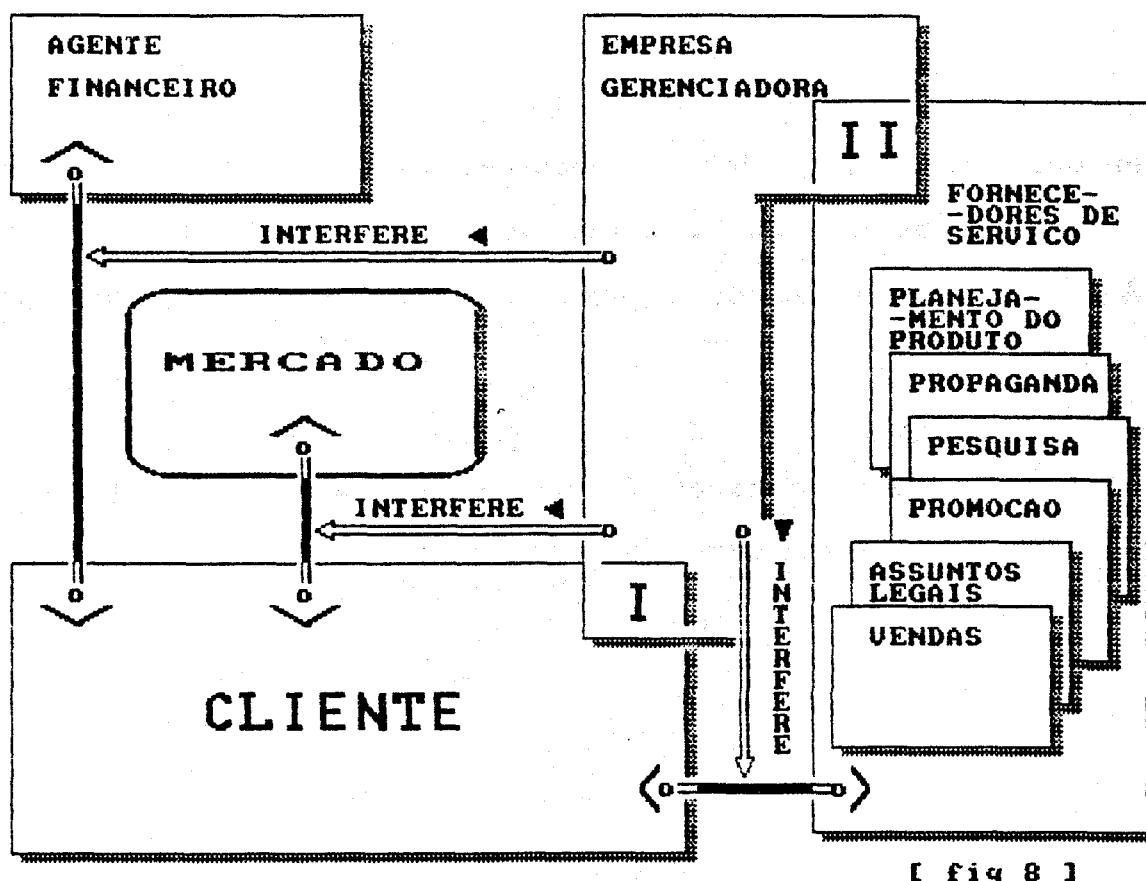 AGENTE
FINANCEIRO
EMPRESA
GERENCIADORA
II
FORNECE-
-DORES DE
SERVICO
INTERFERE
PLANEJA-
-MENTO DO
PRODUTO
MERCADO
PROPAGANDA
PESQUISA
INTERFERE
PROMOCAO
I
INTERFERE
ASSUNTOS
LEGAIS
VENDAS
CLIENTE
[ fig 8 ]